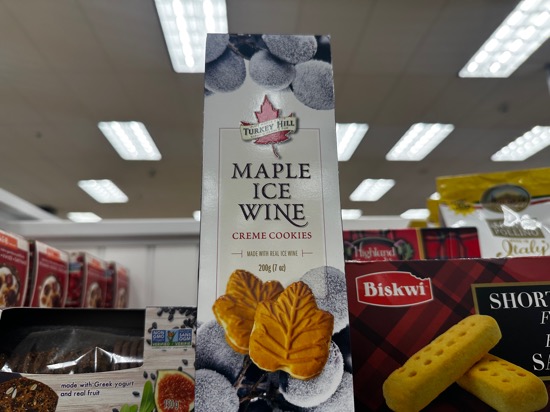 TURKEY HILL
MAPLE
ICE
WINE
CREME COOKIES
MADE WITH REAL ICE WINE
200g (7 oz)
Highland
Biskwi
SHOR
Italy
made with Greek yogurt
and real fruit